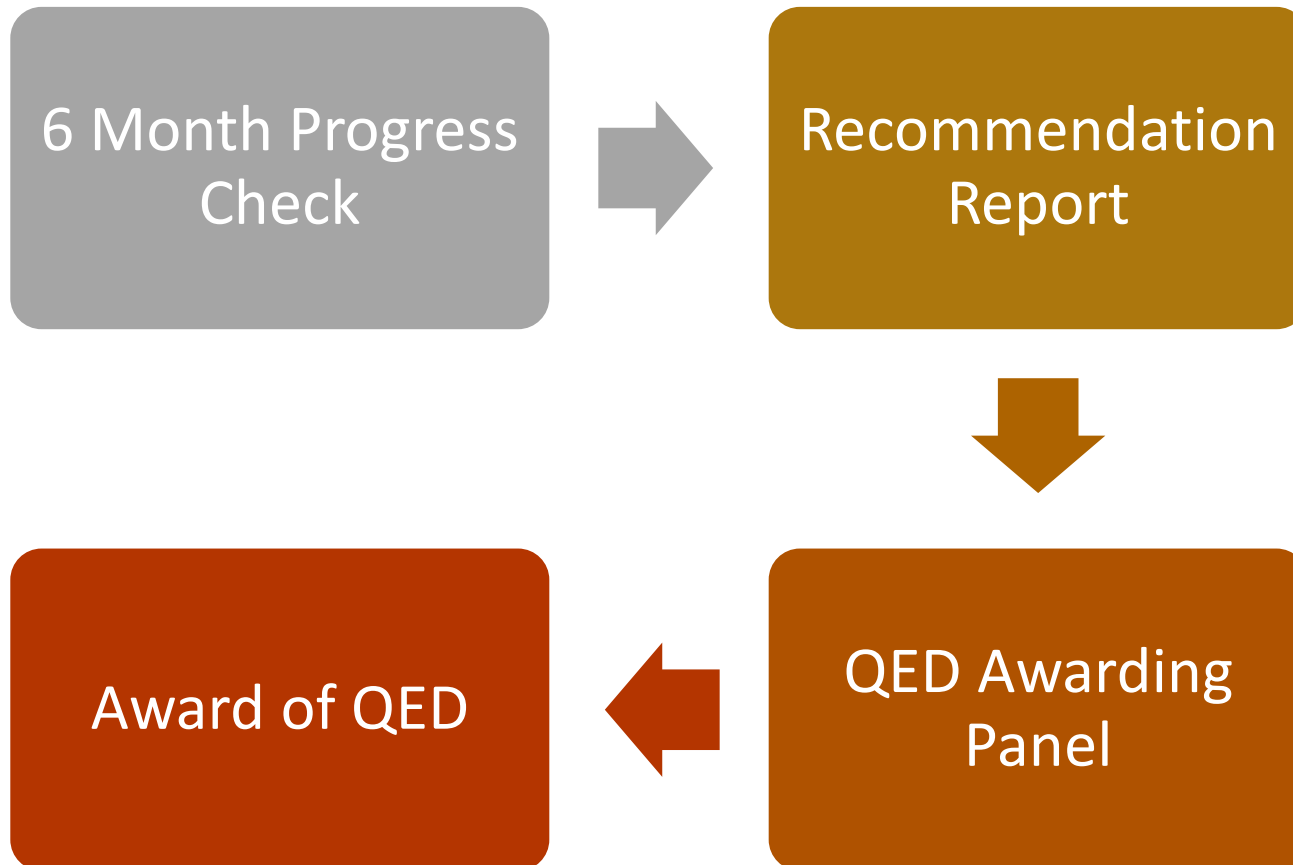 6 Month Progress
Check
Recommendation
Report
QED Awarding
Panel
Award of QED